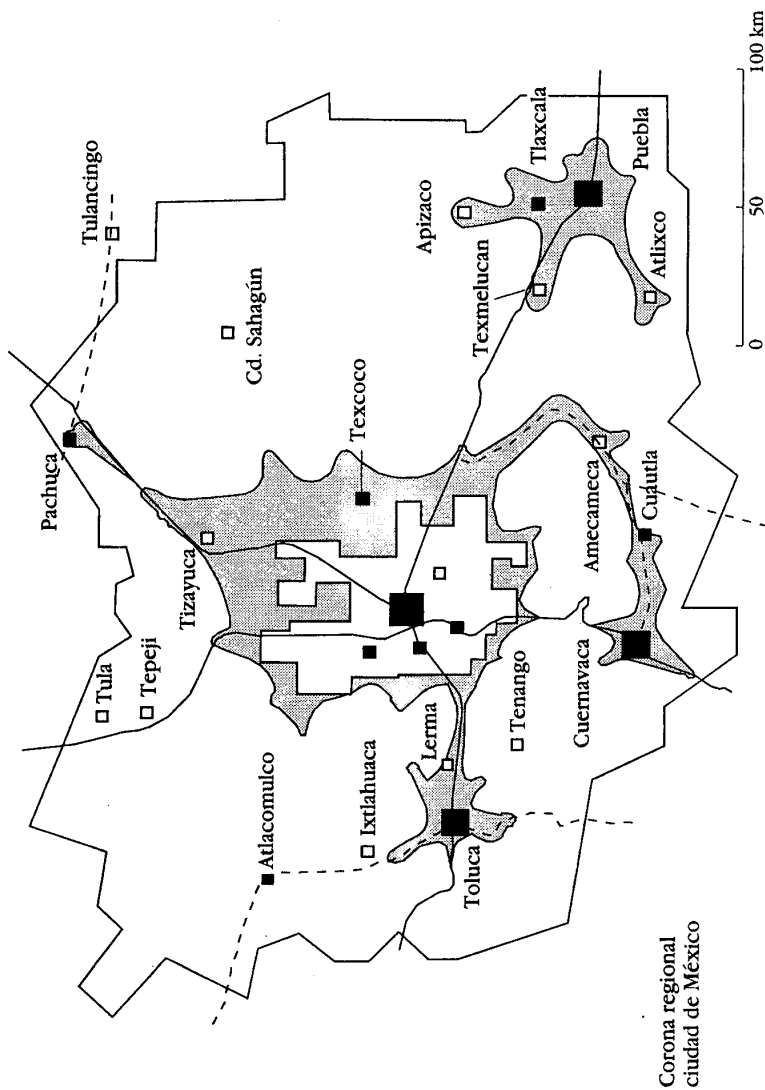 Pachuca
Tulancingo
Tula
Tepeji
Tizayuca
Cd. Sahagún
Atlacomulco
Ixtlahuaca
Texcoco
Apizaco
Lerma
Texmelucan
Tlaxcala
Toluca
Tenango
Amecameca
Puebla
Cuernavaca
Cuautla
Atlixco
Corona regional
ciudad de México
0
50
100 km